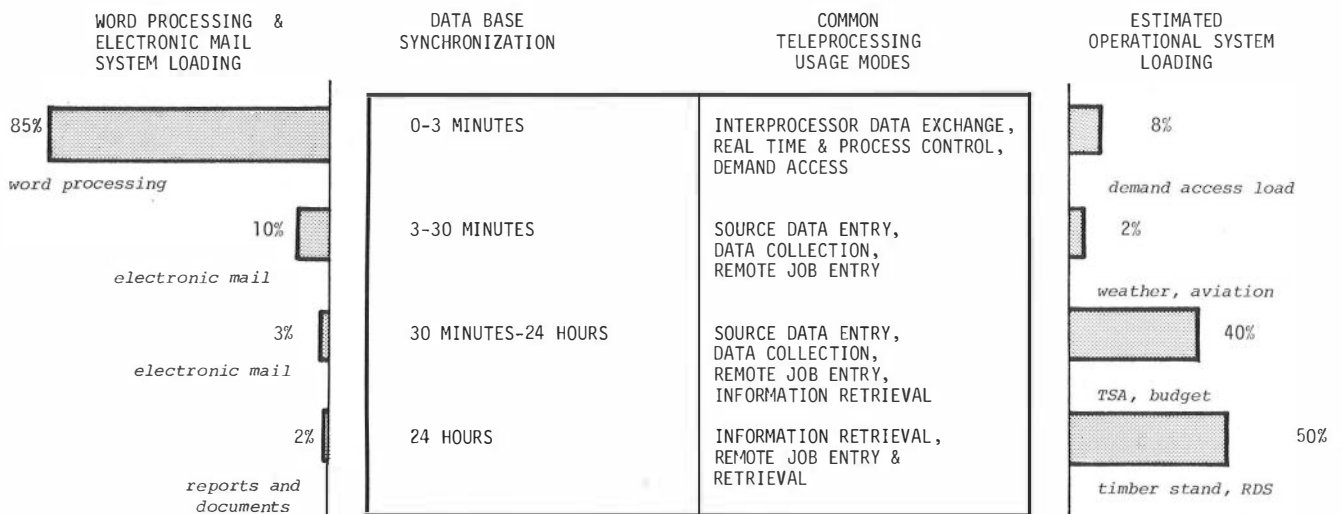 WORD PROCESSING &
ELECTRONIC MAIL
SYSTEM LOADING
DATA BASE
SYNCHRONIZATION
COMMON
TELEPROCESSING
USAGE MODES
ESTIMATED
OPERATIONAL SYSTEM
LOADING
85%
word processing
0-3 MINUTES
INTERPROCESSOR DATA EXCHANGE,
REAL TIME & PROCESS CONTROL,
DEMAND ACCESS
8%
demand access load
10%
electronic mail
3-30 MINUTES
SOURCE DATA ENTRY,
DATA COLLECTION,
REMOTE JOB ENTRY
2%
weather, aviation
3%
electronic mail
30 MINUTES-24 HOURS
SOURCE DATA ENTRY,
DATA COLLECTION,
REMOTE JOB ENTRY,
INFORMATION RETRIEVAL
40%
TSA, budget
2%
reports and
documents
24 HOURS
INFORMATION RETRIEVAL,
REMOTE JOB ENTRY &
RETRIEVAL
50%
timber stand, RDS